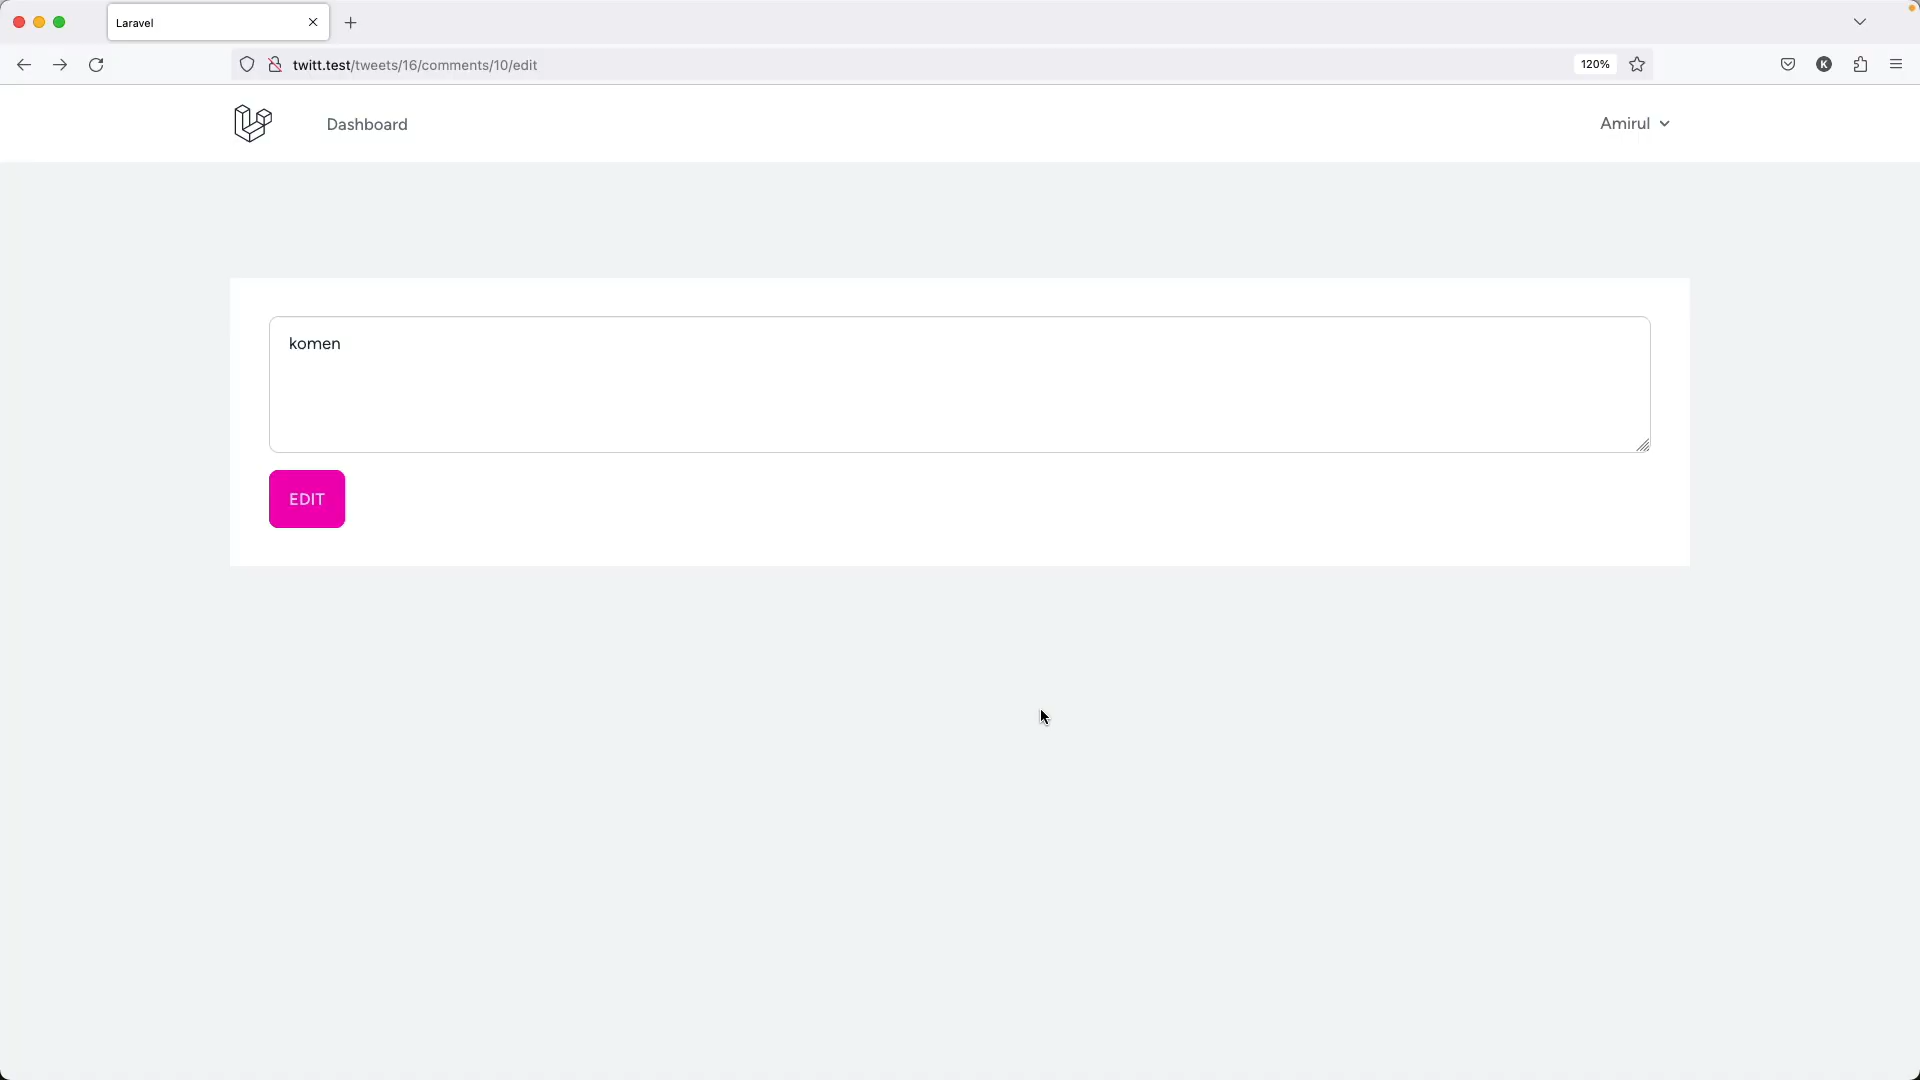 Laravel
twitt.test/tweets/16/comments/10/edit
120%
K
Dashboard
Amirul
komen
EDIT